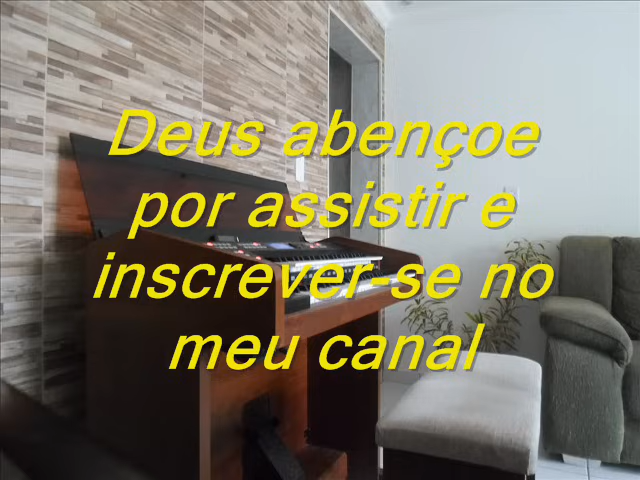 Deus abençoe
por assistir e
inscrever-se no
meu canal